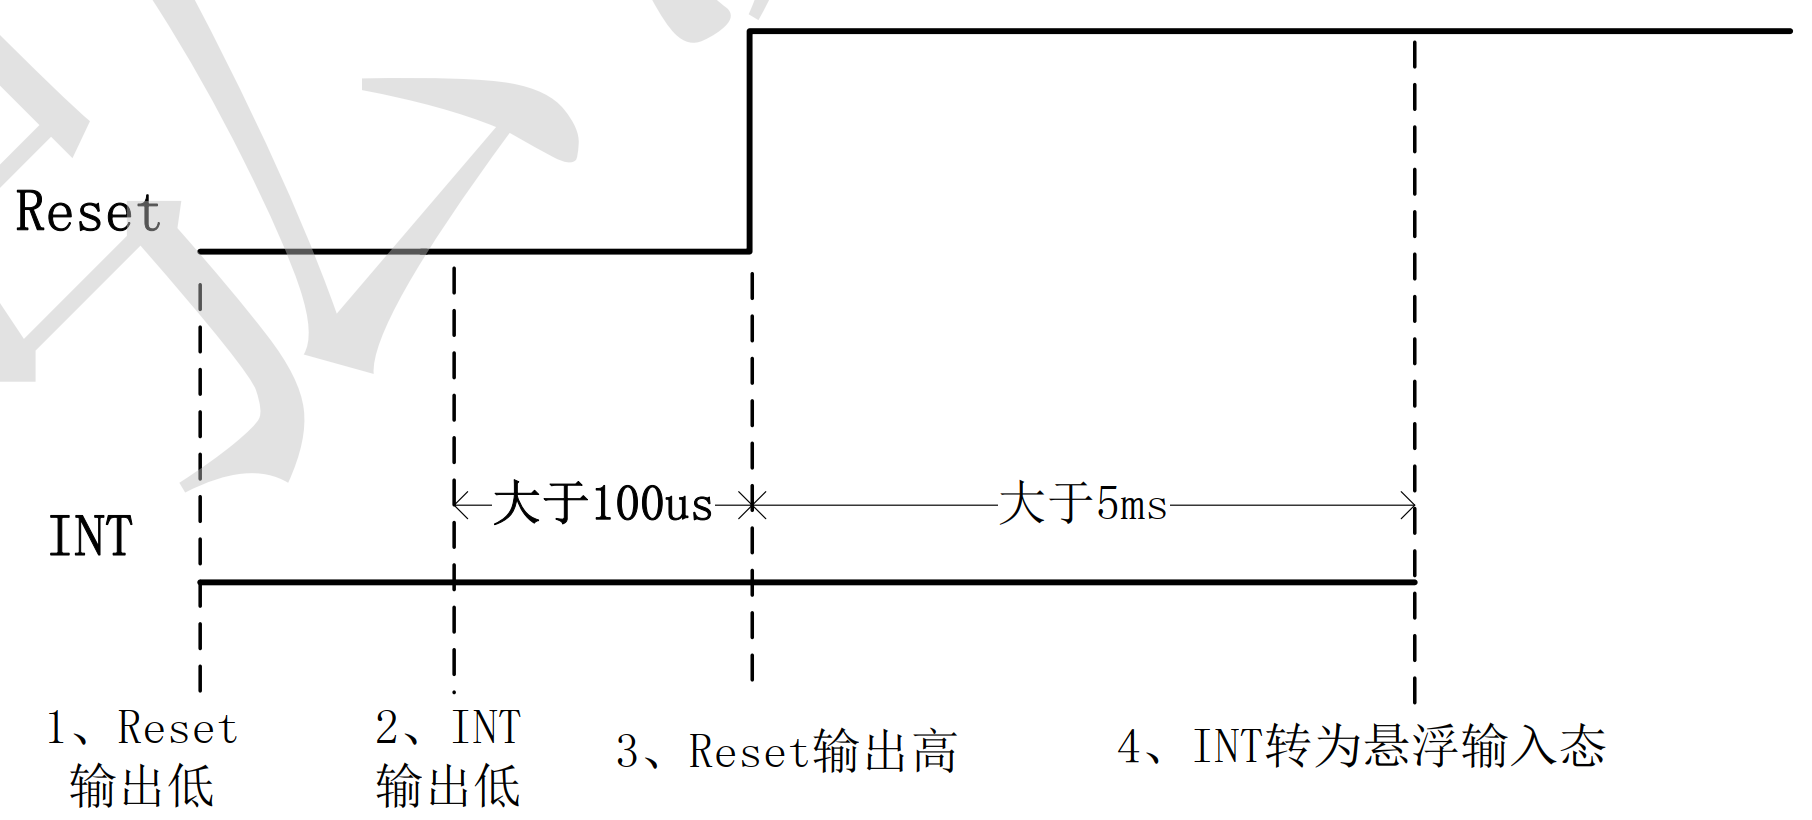 Reset
大于100us
大于5ms
INT
1、Reset
输出低
2、INT
输出低
3、Reset输出高
4、INT转为悬浮输入态